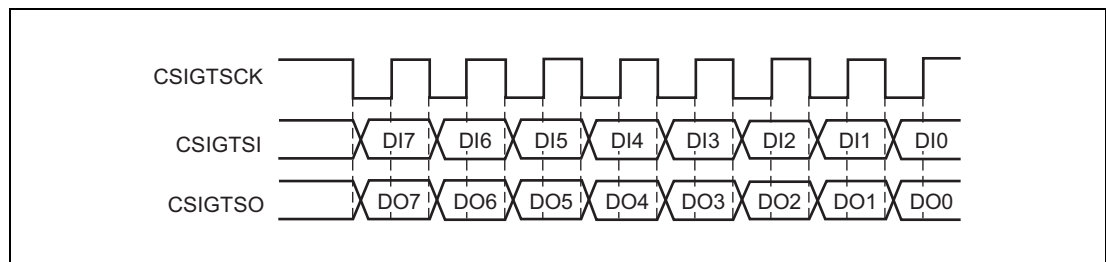 CSIGTSCK
CSIGTSI DI7 DI6 DI5 DI4 DI3 DI2 DI1 DI0
CSIGTSO DO7 DO6 DO5 DO4 DO3 DO2 DO1 DO0